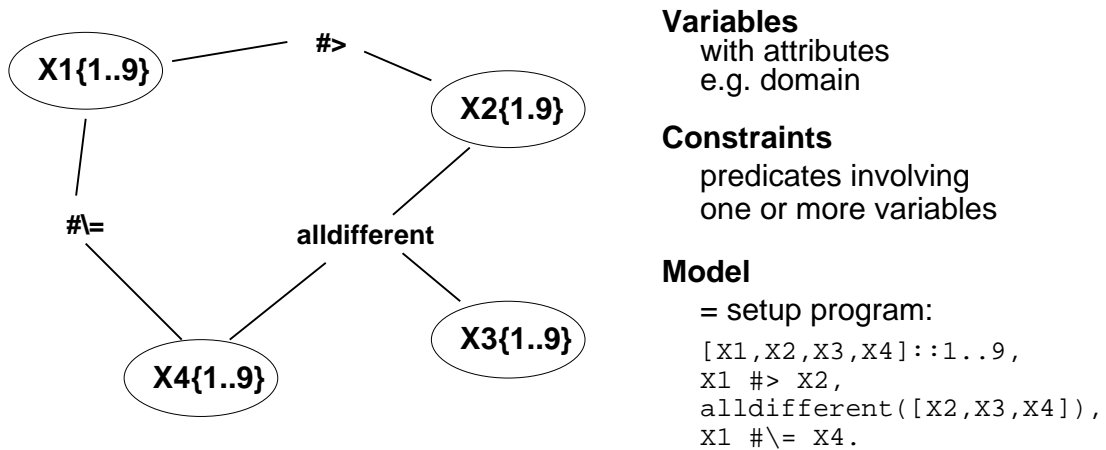 #>
X1{1..9}
X2{1.9}
#\=
alldifferent
X3{1..9}
X4{1..9}
Variables
with attributes
e.g. domain
Constraints
predicates involving
one or more variables
Model
= setup program:
[X1,X2,X3,X4]::1..9,
X1 #> X2,
alldifferent([X2,X3,X4]),
X1 #\= X4.